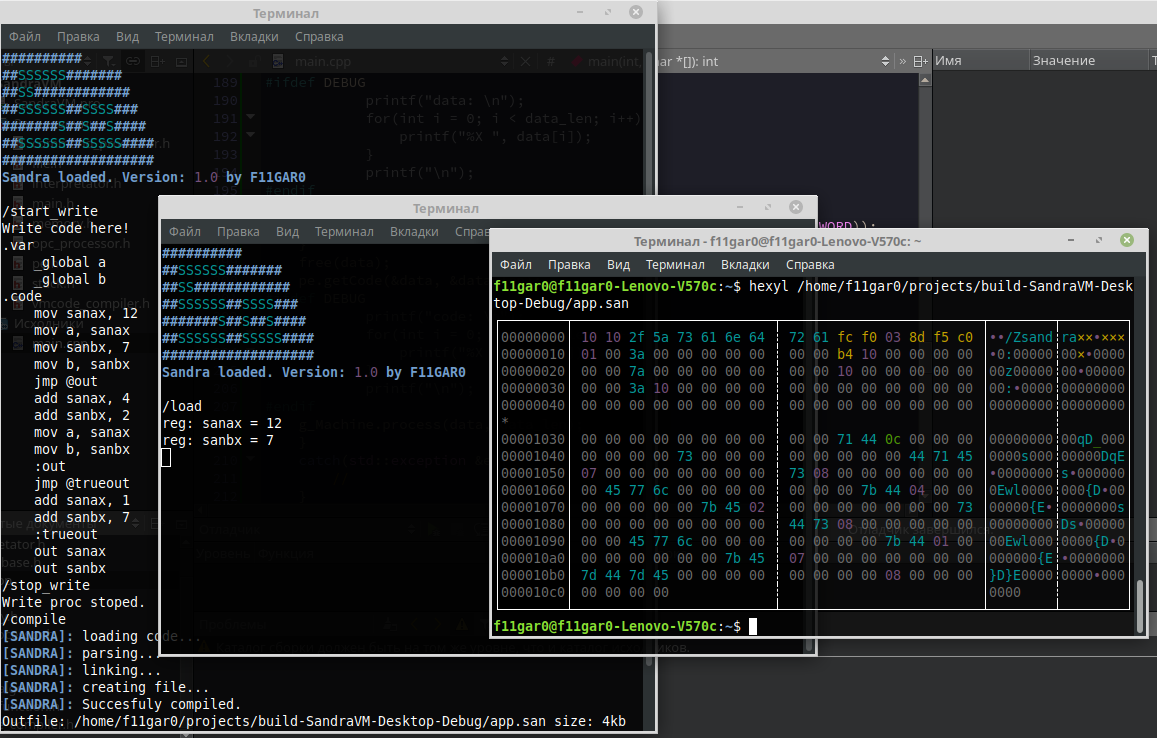 Терминал
Файл Правка Вид Терминал Вкладки Справка
##########
##SSSSSS#######
##SS############
##SSSSSS##SSSS###
#######S##S##S####
##SSSSSS##SSSSS####
###################
Sandra loaded. Version: 1.0 by F11GAR0
/start_write
Write code here!
.var
_global a
_global b
.code
mov sanax, 12
mov a, sanax
mov sanbx, 7
mov b, sanbx
jmp @out
add sanax, 4
add sanbx, 2
mov a, sanax
mov b, sanbx
:out
jmp @trueout
add sanax, 1
add sanbx, 7
:trueout
out sanax
out sanbx
/stop_write
Write proc stoped.
/compile
[SANDRA]: loading code...
[SANDRA]: parsing...
[SANDRA]: linking...
[SANDRA]: creating file...
[SANDRA]: Succesfuly compiled.
Outfile: /home/f11gar0/projects/build-SandraVM-Desktop-Debug/app.san size: 4kb
main.cpp
main(int,
ar *[]): int
Имя Значение
189 #ifdef DEBUG
190 printf("data: \n");
191 for(int i = 0; i < data_len; i++)
192 printf("%X ", data[i]);
193 }
printf("\n");
#endif
WORD));
Терминал
Файл Правка Вид Терминал Вкладки Спра
##########
##SSSSSS#######
##SS############
##SSSSSS##SSSS###
#######S##S##S####
##SSSSSS##SSSSS####
###################
Sandra loaded. Version: 1.0 by F11GAR0
/load
reg: sanax = 12
reg: sanbx = 7
Терминал - f11gar0@f11gar0-Lenovo-V570c: ~
Файл Правка Вид Терминал Вкладки Справка
f11gar0@f11gar0-Lenovo-V570c:~$ hexyl /home/f11gar0/projects/build-SandraVM-Desk
top-Debug/app.san
00000000 10 10 2f 5a 73 61 6e 64 72 61 fc f0 03 8d f5 c0 ••/Zsand ra××•×××
00000010 01 00 3a 00 00 00 00 00 00 00 b4 10 00 00 00 00 •0:00000 00×•0000
00000020 00 00 7a 00 00 00 00 00 00 00 10 00 00 00 00 00 00z00000 00•00000
00000030 00 00 3a 10 00 00 00 00 00 00 00 00 00 00 00 00 00:•0000 00000000
00000040 00 00 00 00 00 00 00 00 00 00 00 00 00 00 00 00 00000000 00000000
*
00001030 00 00 00 00 00 00 00 00 00 00 71 44 0c 00 00 00 00000000 00qD_000
00001040 00 00 00 00 73 00 00 00 00 00 00 00 00 44 71 45 0000s000 00000DqE
00001050 07 00 00 00 00 00 00 00 73 08 00 00 00 00 00 00 •0000000 s•000000
00001060 00 45 77 6c 00 00 00 00 00 00 00 7b 44 04 00 00 0Ewl0000 000{D•00
00001070 00 00 00 00 00 7b 45 02 00 00 00 00 00 00 00 73 00000{E• 0000000s
00001080 00 00 00 00 00 00 00 00 44 73 08 00 00 00 00 00 00000000 Ds•00000
00001090 00 00 45 77 6c 00 00 00 00 00 00 00 7b 44 01 00 00Ewl000 0000{D•0
000010a0 00 00 00 00 00 00 7b 45 07 00 00 00 00 00 00 00 000000{E •0000000
000010b0 7d 44 7d 45 00 00 00 00 00 00 00 00 08 00 00 00 }D}E0000 0000•000
000010c0 00 00 00 00 0000
f11gar0@f11gar0-Lenovo-V570c:~$